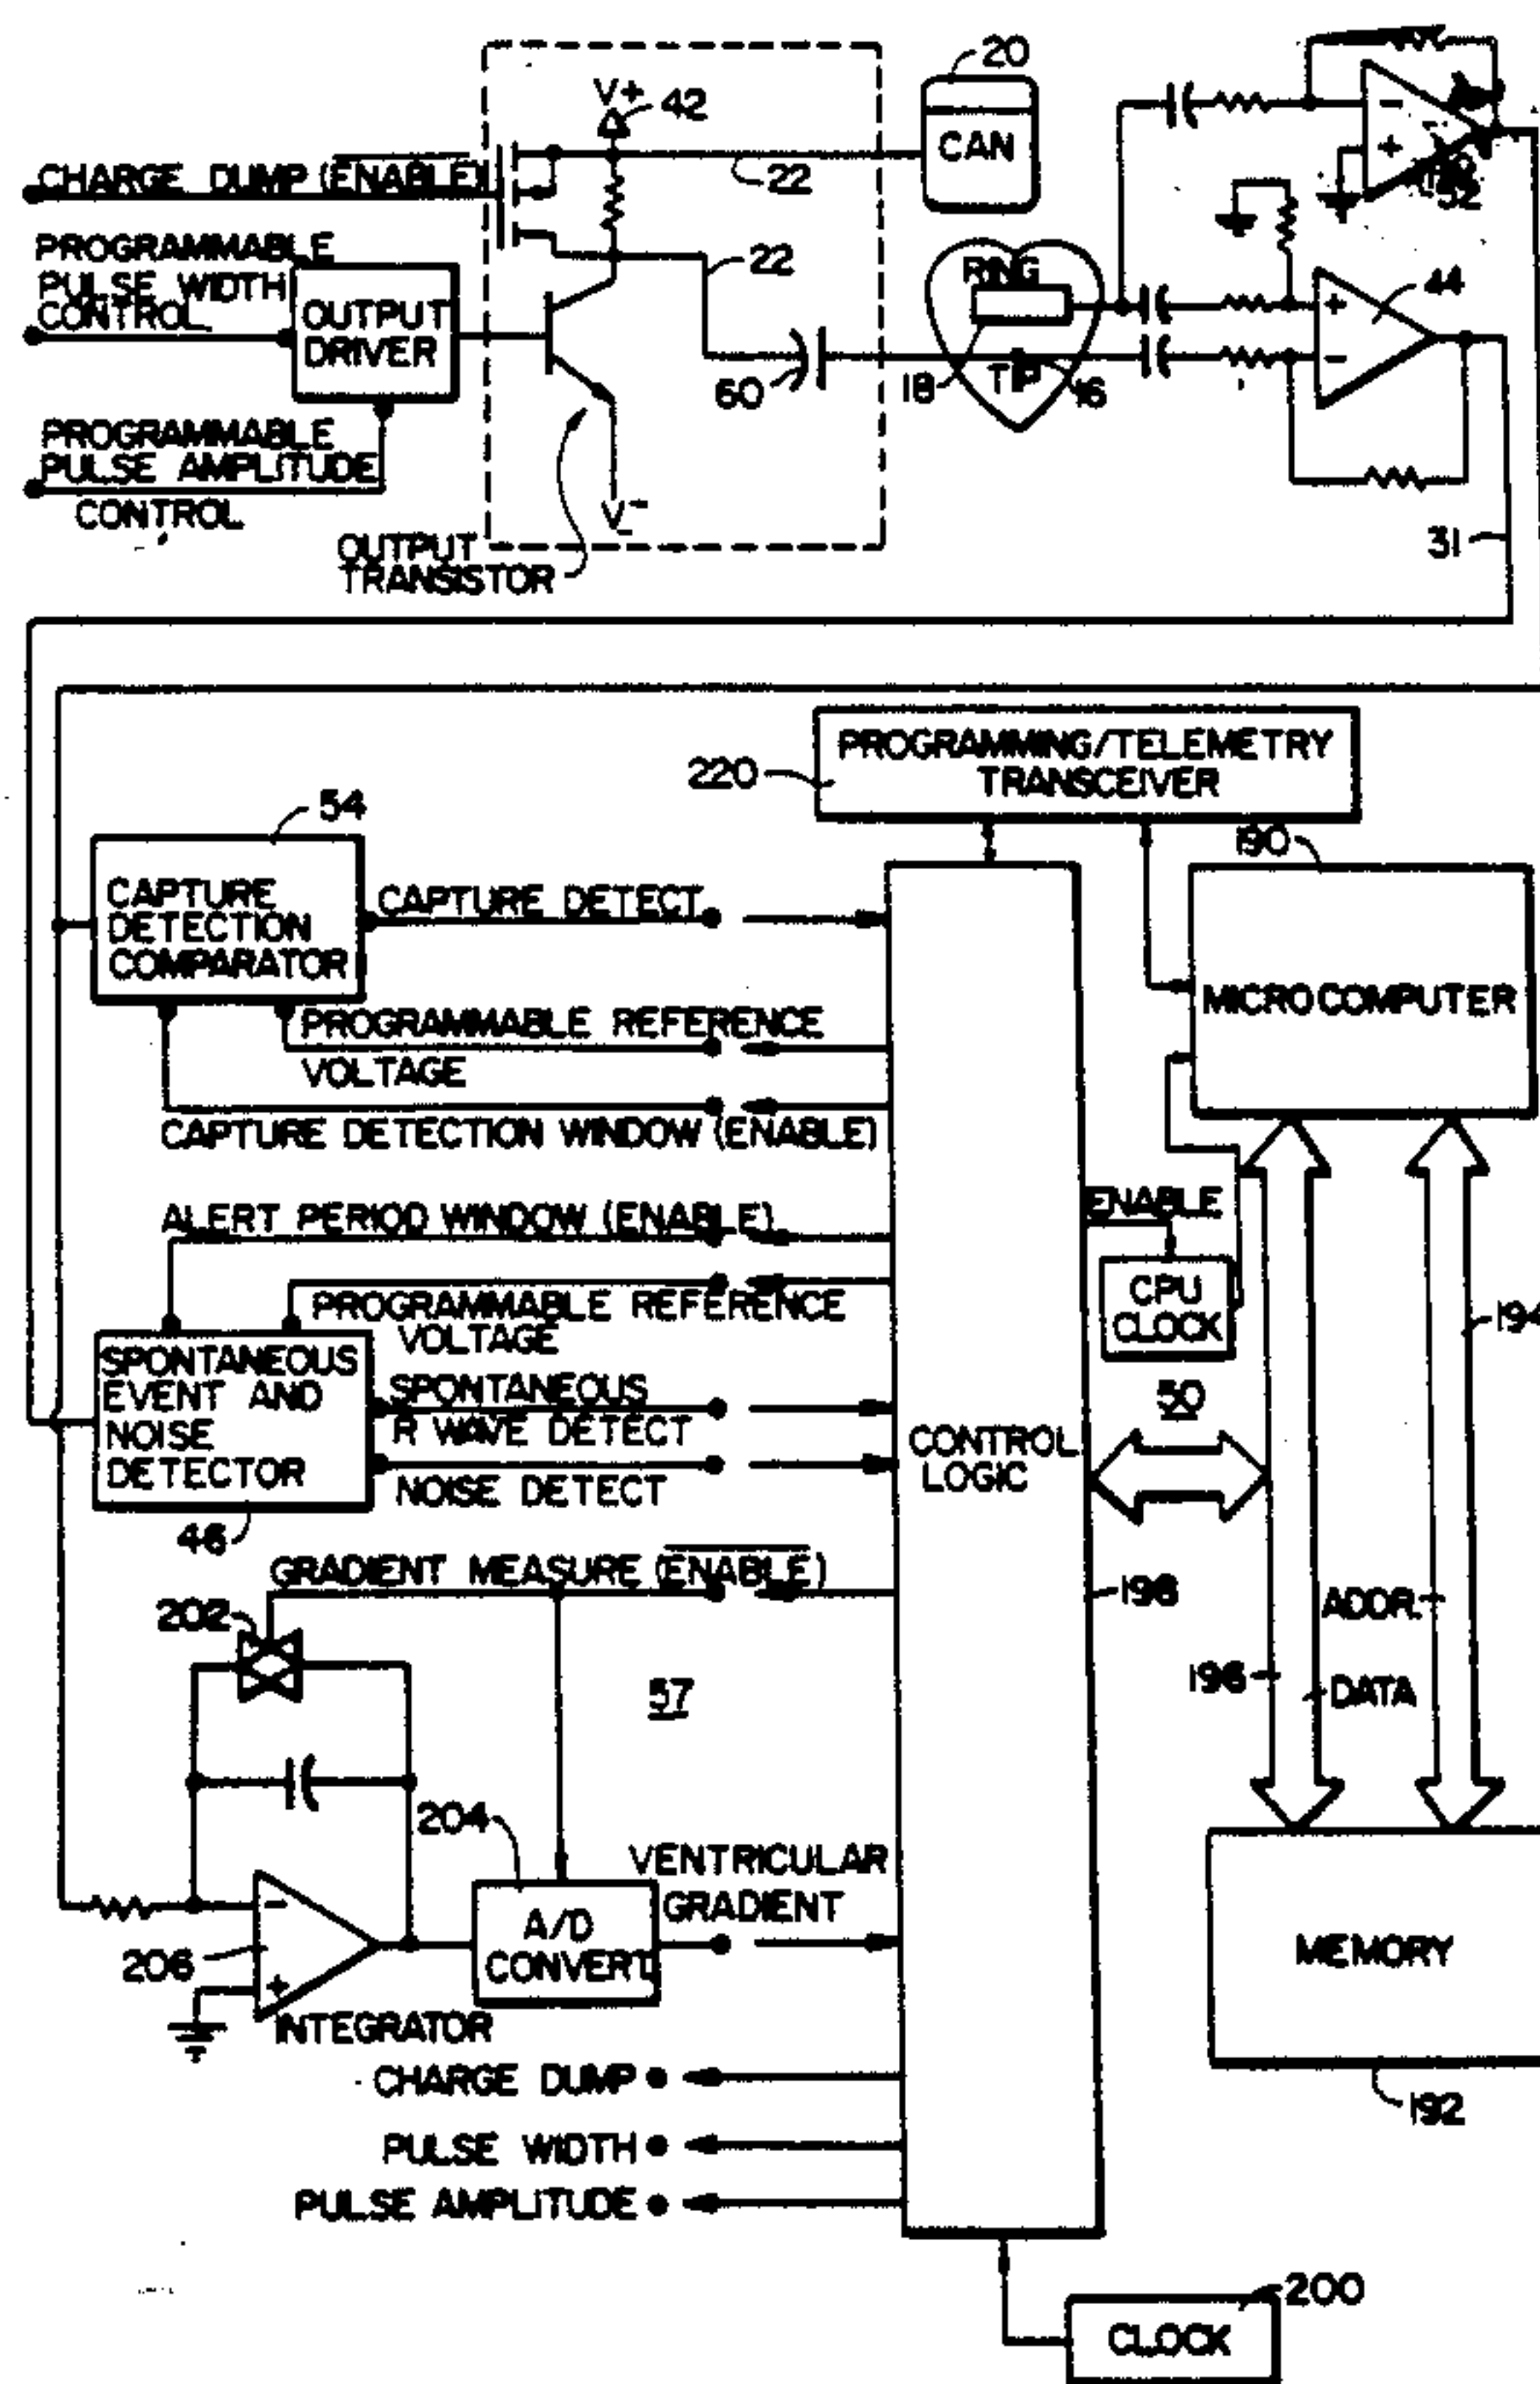 V+
42
20
CAN
22
CHARGE DUMP (ENABLE)
PROGRAMMABLE
PULSE WIDTH
CONTROL
OUTPUT
DRIVER
22
RING
44
+
-
-
+
60
18
TIP
16
PROGRAMMABLE
PULSE AMPLITUDE
CONTROL
V-
OUTPUT
TRANSISTOR
31
PROGRAMMING/TELEMETRY
TRANSCEIVER
220
54
190
CAPTURE
DETECTION
COMPARATOR
CAPTURE DETECT
MICROCOMPUTER
PROGRAMMABLE REFERENCE
VOLTAGE
CAPTURE DETECTION WINDOW (ENABLE)
ALERT PERIOD WINDOW (ENABLE)
ENABLE
PROGRAMMABLE REFERENCE
VOLTAGE
CPU
CLOCK
194
SPONTANEOUS
EVENT AND
NOISE
DETECTOR
SPONTANEOUS
R WAVE DETECT
NOISE DETECT
50
CONTROL
LOGIC
46
GRADIENT MEASURE (ENABLE)
202
198
ADDR.
196
DATA
57
204
VENTRICULAR
GRADIENT
-
A/D
CONVERT.
206
+
INTEGRATOR
MEMORY
CHARGE DUMP
192
PULSE WIDTH
PULSE AMPLITUDE
200
CLOCK